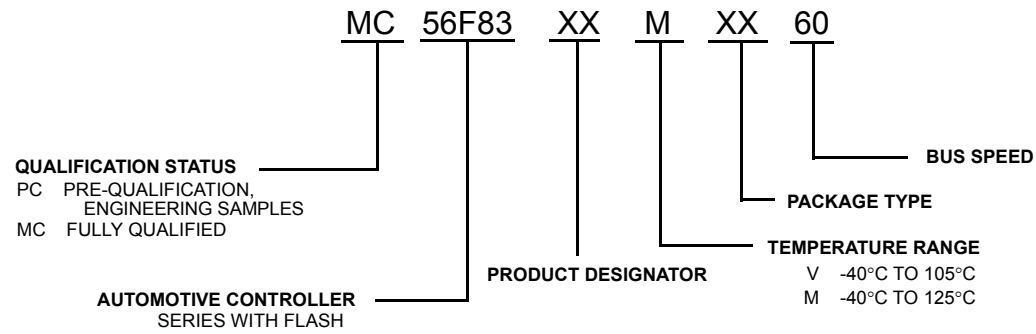 MC 56F83 XX M XX 60
QUALIFICATION STATUS
PC PRE-QUALIFICATION,
ENGINEERING SAMPLES
MC FULLY QUALIFIED
AUTOMOTIVE CONTROLLER
SERIES WITH FLASH
PRODUCT DESIGNATOR
BUS SPEED
PACKAGE TYPE
TEMPERATURE RANGE
V -40°C TO 105°C
M -40°C TO 125°C